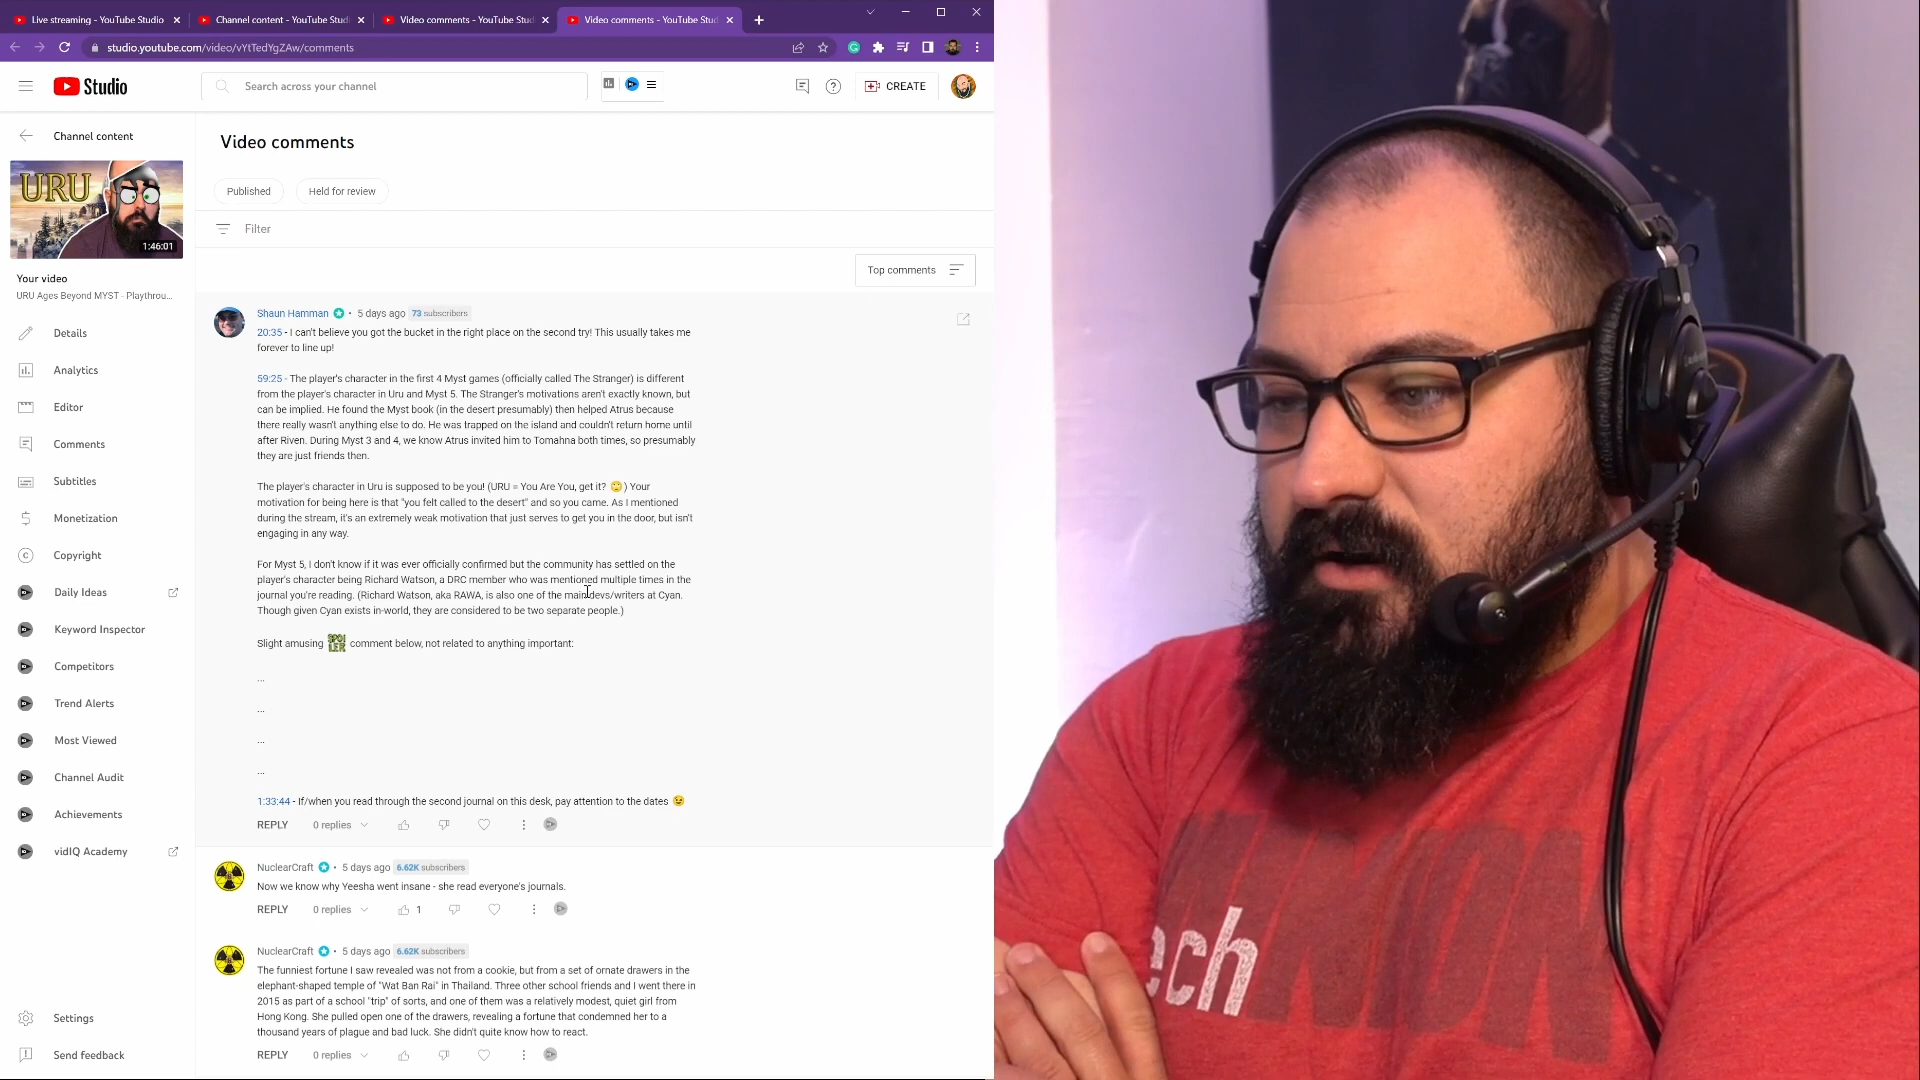 Live streaming - YouTube Studio
Channel content - YouTube Studi
Video comments - YouTube Studi
Video comments - YouTube Studi
studio.youtube.com/video/vYtTedYgZAw/comments
Studio
Search across your channel
CREATE
Channel content
URU
1:46:01
Your video
URU Ages Beyond MYST - Playthrou...
Details
Analytics
Editor
Comments
Subtitles
Monetization
Copyright
Daily Ideas
Keyword Inspector
Competitors
Trend Alerts
Most Viewed
Channel Audit
Achievements
vidIQ Academy
Settings
Send feedback
Video comments
Published
Held for review
Filter
Top comments
Shaun Hamman • 5 days ago 73 subscribers
20:35 - I can't believe you got the bucket in the right place on the second try! This usually takes me
forever to line up!
59:25 - The player's character in the first 4 Myst games (officially called The Stranger) is different
from the player's character in Uru and Myst 5. The Stranger's motivations aren't exactly known, but
can be implied. He found the Myst book (in the desert presumably) then helped Atrus because
there really wasn't anything else to do. He was trapped on the island and couldn't return home until
after Riven. During Myst 3 and 4, we know Atrus invited him to Tomahna both times, so presumably
they are just friends then.
The player's character in Uru is supposed to be you! (URU = You Are You, get it? 🙄) Your
motivation for being here is that "you felt called to the desert" and so you came. As I mentioned
during the stream, it's an extremely weak motivation that just serves to get you in the door, but isn't
engaging in any way.
For Myst 5, I don't know if it was ever officially confirmed but the community has settled on the
player's character being Richard Watson, a DRC member who was mentioned multiple times in the
journal you're reading. (Richard Watson, aka RAWA, is also one of the main devs/writers at Cyan.
Though given Cyan exists in-world, they are considered to be two separate people.)
Slight amusing SPOILER comment below, not related to anything important:
...
...
...
...
1:33:44 - If/when you read through the second journal on this desk, pay attention to the dates 😉
REPLY 0 replies
NuclearCraft • 5 days ago 6.62K subscribers
Now we know why Yeesha went insane - she read everyone's journals.
REPLY 0 replies 1
NuclearCraft • 5 days ago 6.62K subscribers
The funniest fortune I saw revealed was not from a cookie, but from a set of ornate drawers in the
elephant-shaped temple of "Wat Ban Rai" in Thailand. Three other school friends and I went there in
2015 as part of a school "trip" of sorts, and one of them was a relatively modest, quiet girl from
Hong Kong. She pulled open one of the drawers, revealing a fortune that condemned her to a
thousand years of plague and bad luck. She didn't quite know how to react.
REPLY 0 replies
ech